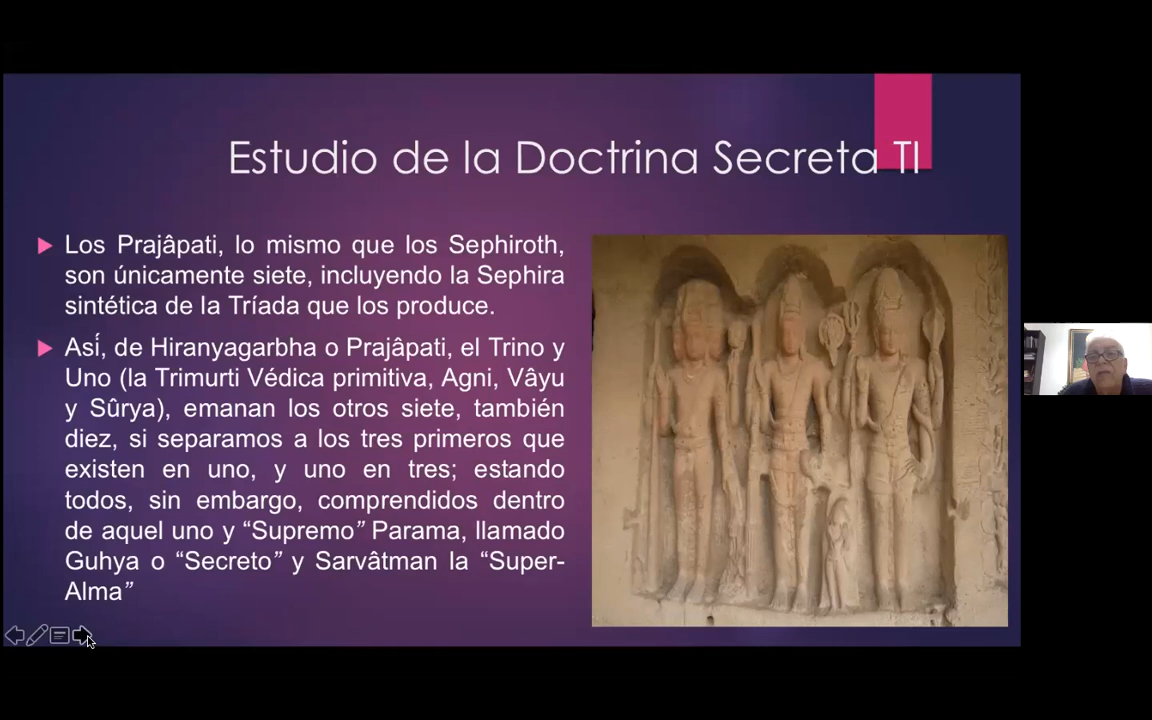 Estudio de la Doctrina Secreta TI
Los Prajâpati, lo mismo que los Sephiroth,
son únicamente siete, incluyendo la Sephira
sintética de la Tríada que los produce.
Así, de Hiranyagarbha o Prajâpati, el Trino y
Uno (la Trimurti Védica primitiva, Agni, Vâyu
y Sûrya), emanan los otros siete, también
diez, si separamos a los tres primeros que
existen en uno, y uno en tres; estando
todos, sin embargo, comprendidos dentro
de aquel uno y “Supremo” Parama, llamado
Guhya o “Secreto” y Sarvâtman la “Super-
Alma”